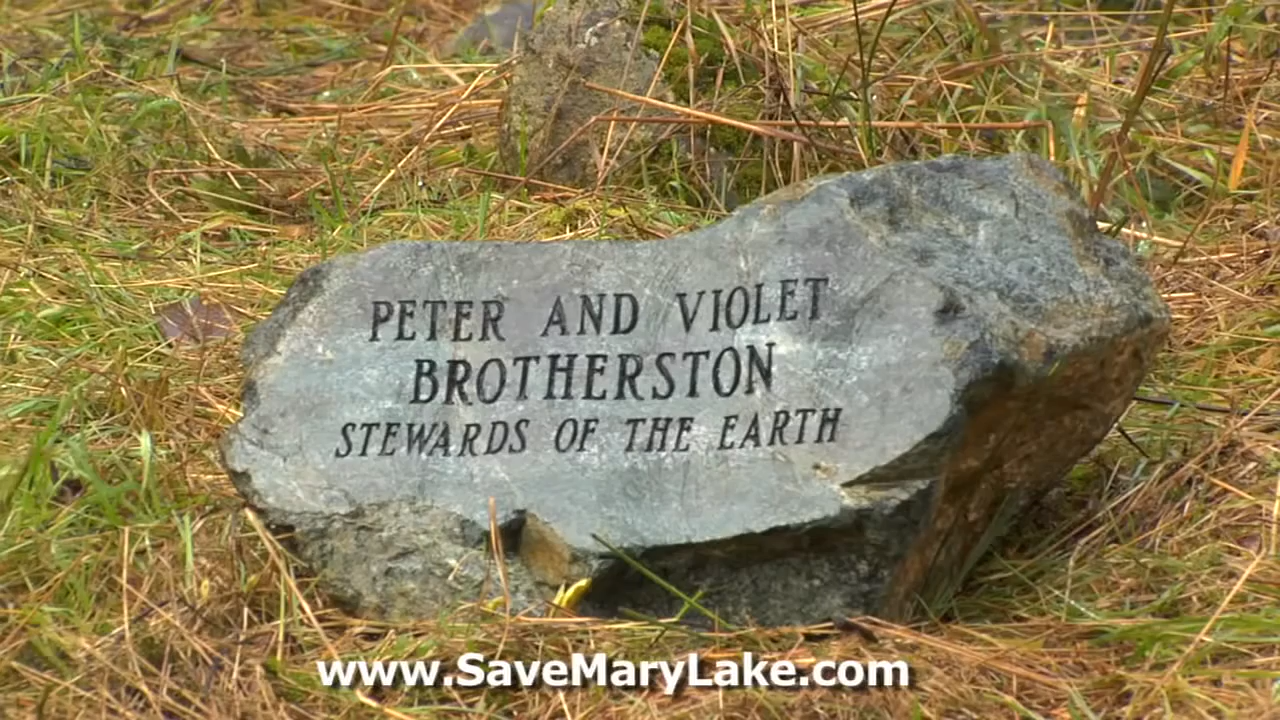 PETER AND VIOLET
BROTHERSTON
STEWARDS OF THE EARTH
www.SaveMaryLake.com